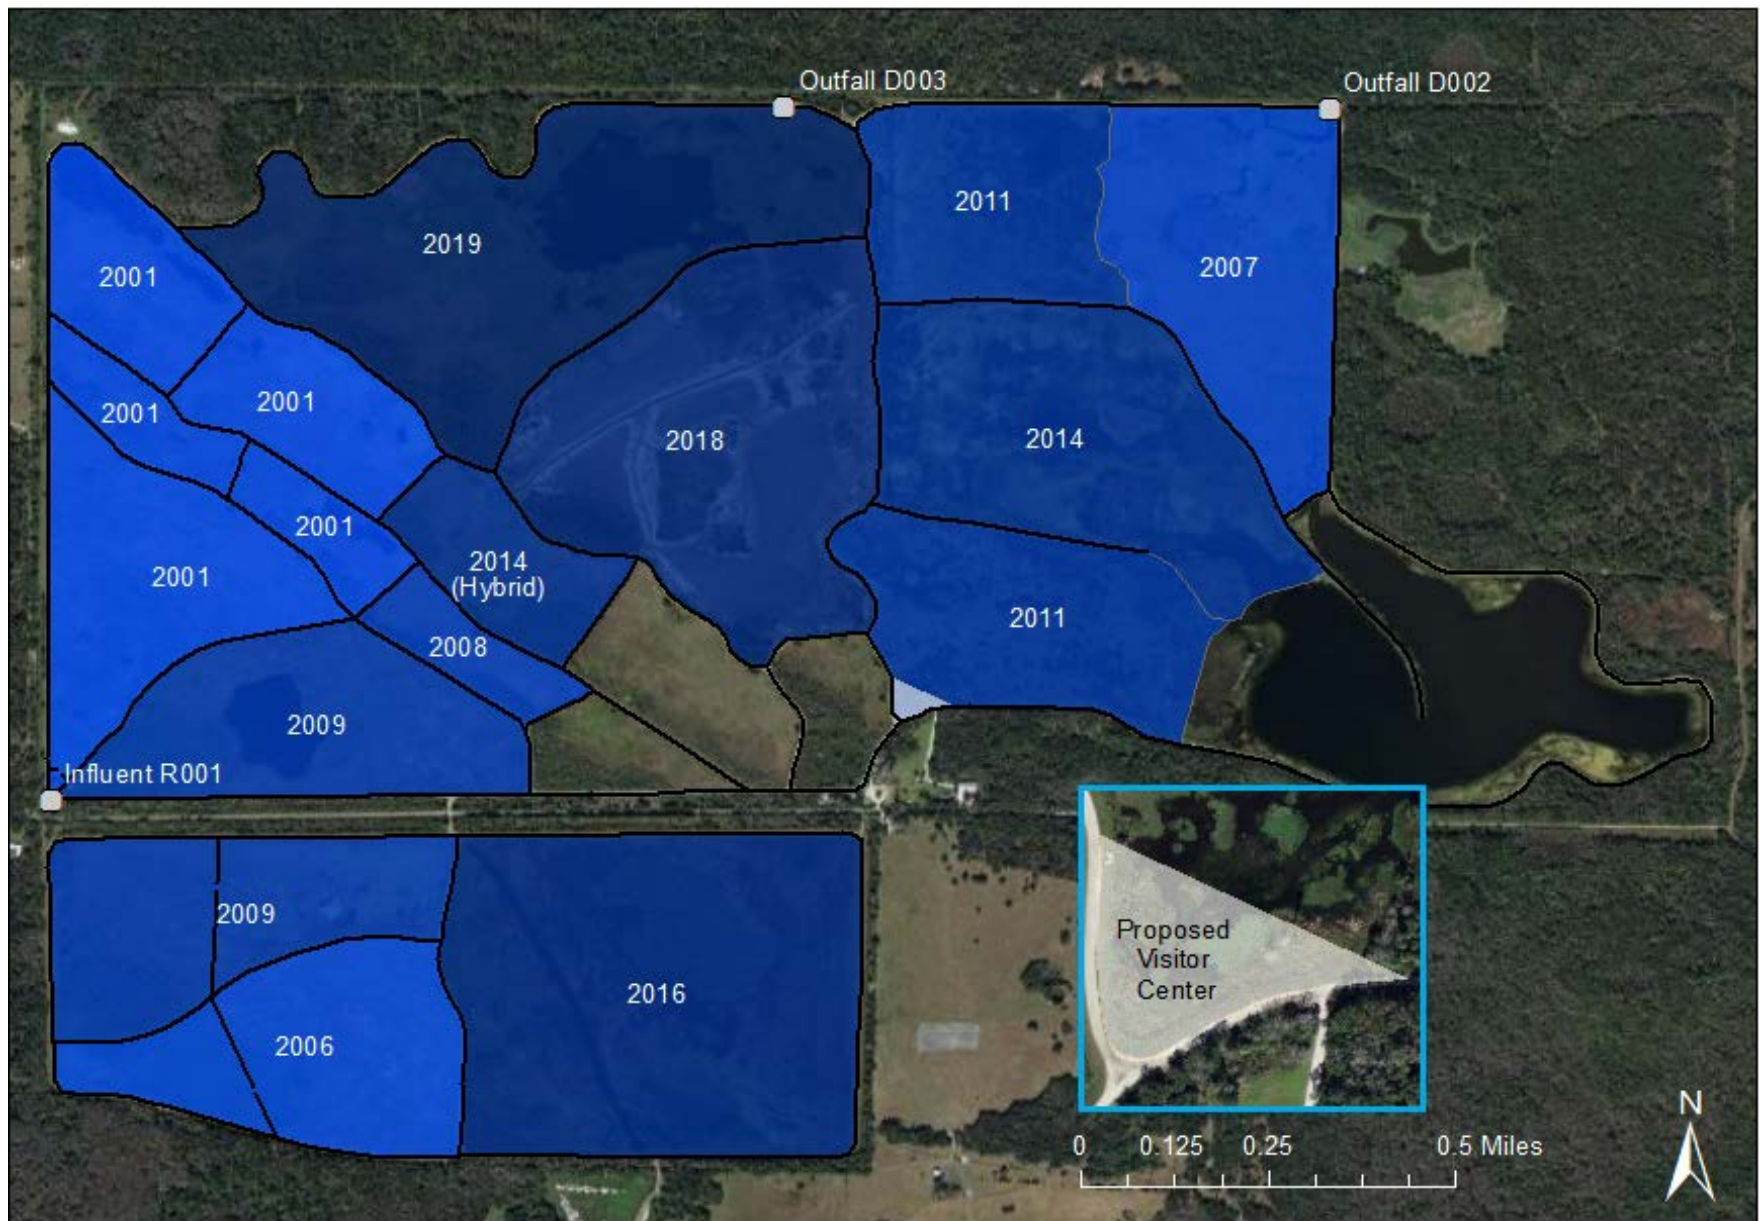 Outfall D003
Outfall D002
2011
2019
2007
2001
2001
2001
2018
2014
2001
2014
(Hybrid)
2001
2011
2008
2009
Influent R001
2009
2016
2006
Proposed
Visitor
Center
N
0 0.125 0.25 0.5 Miles